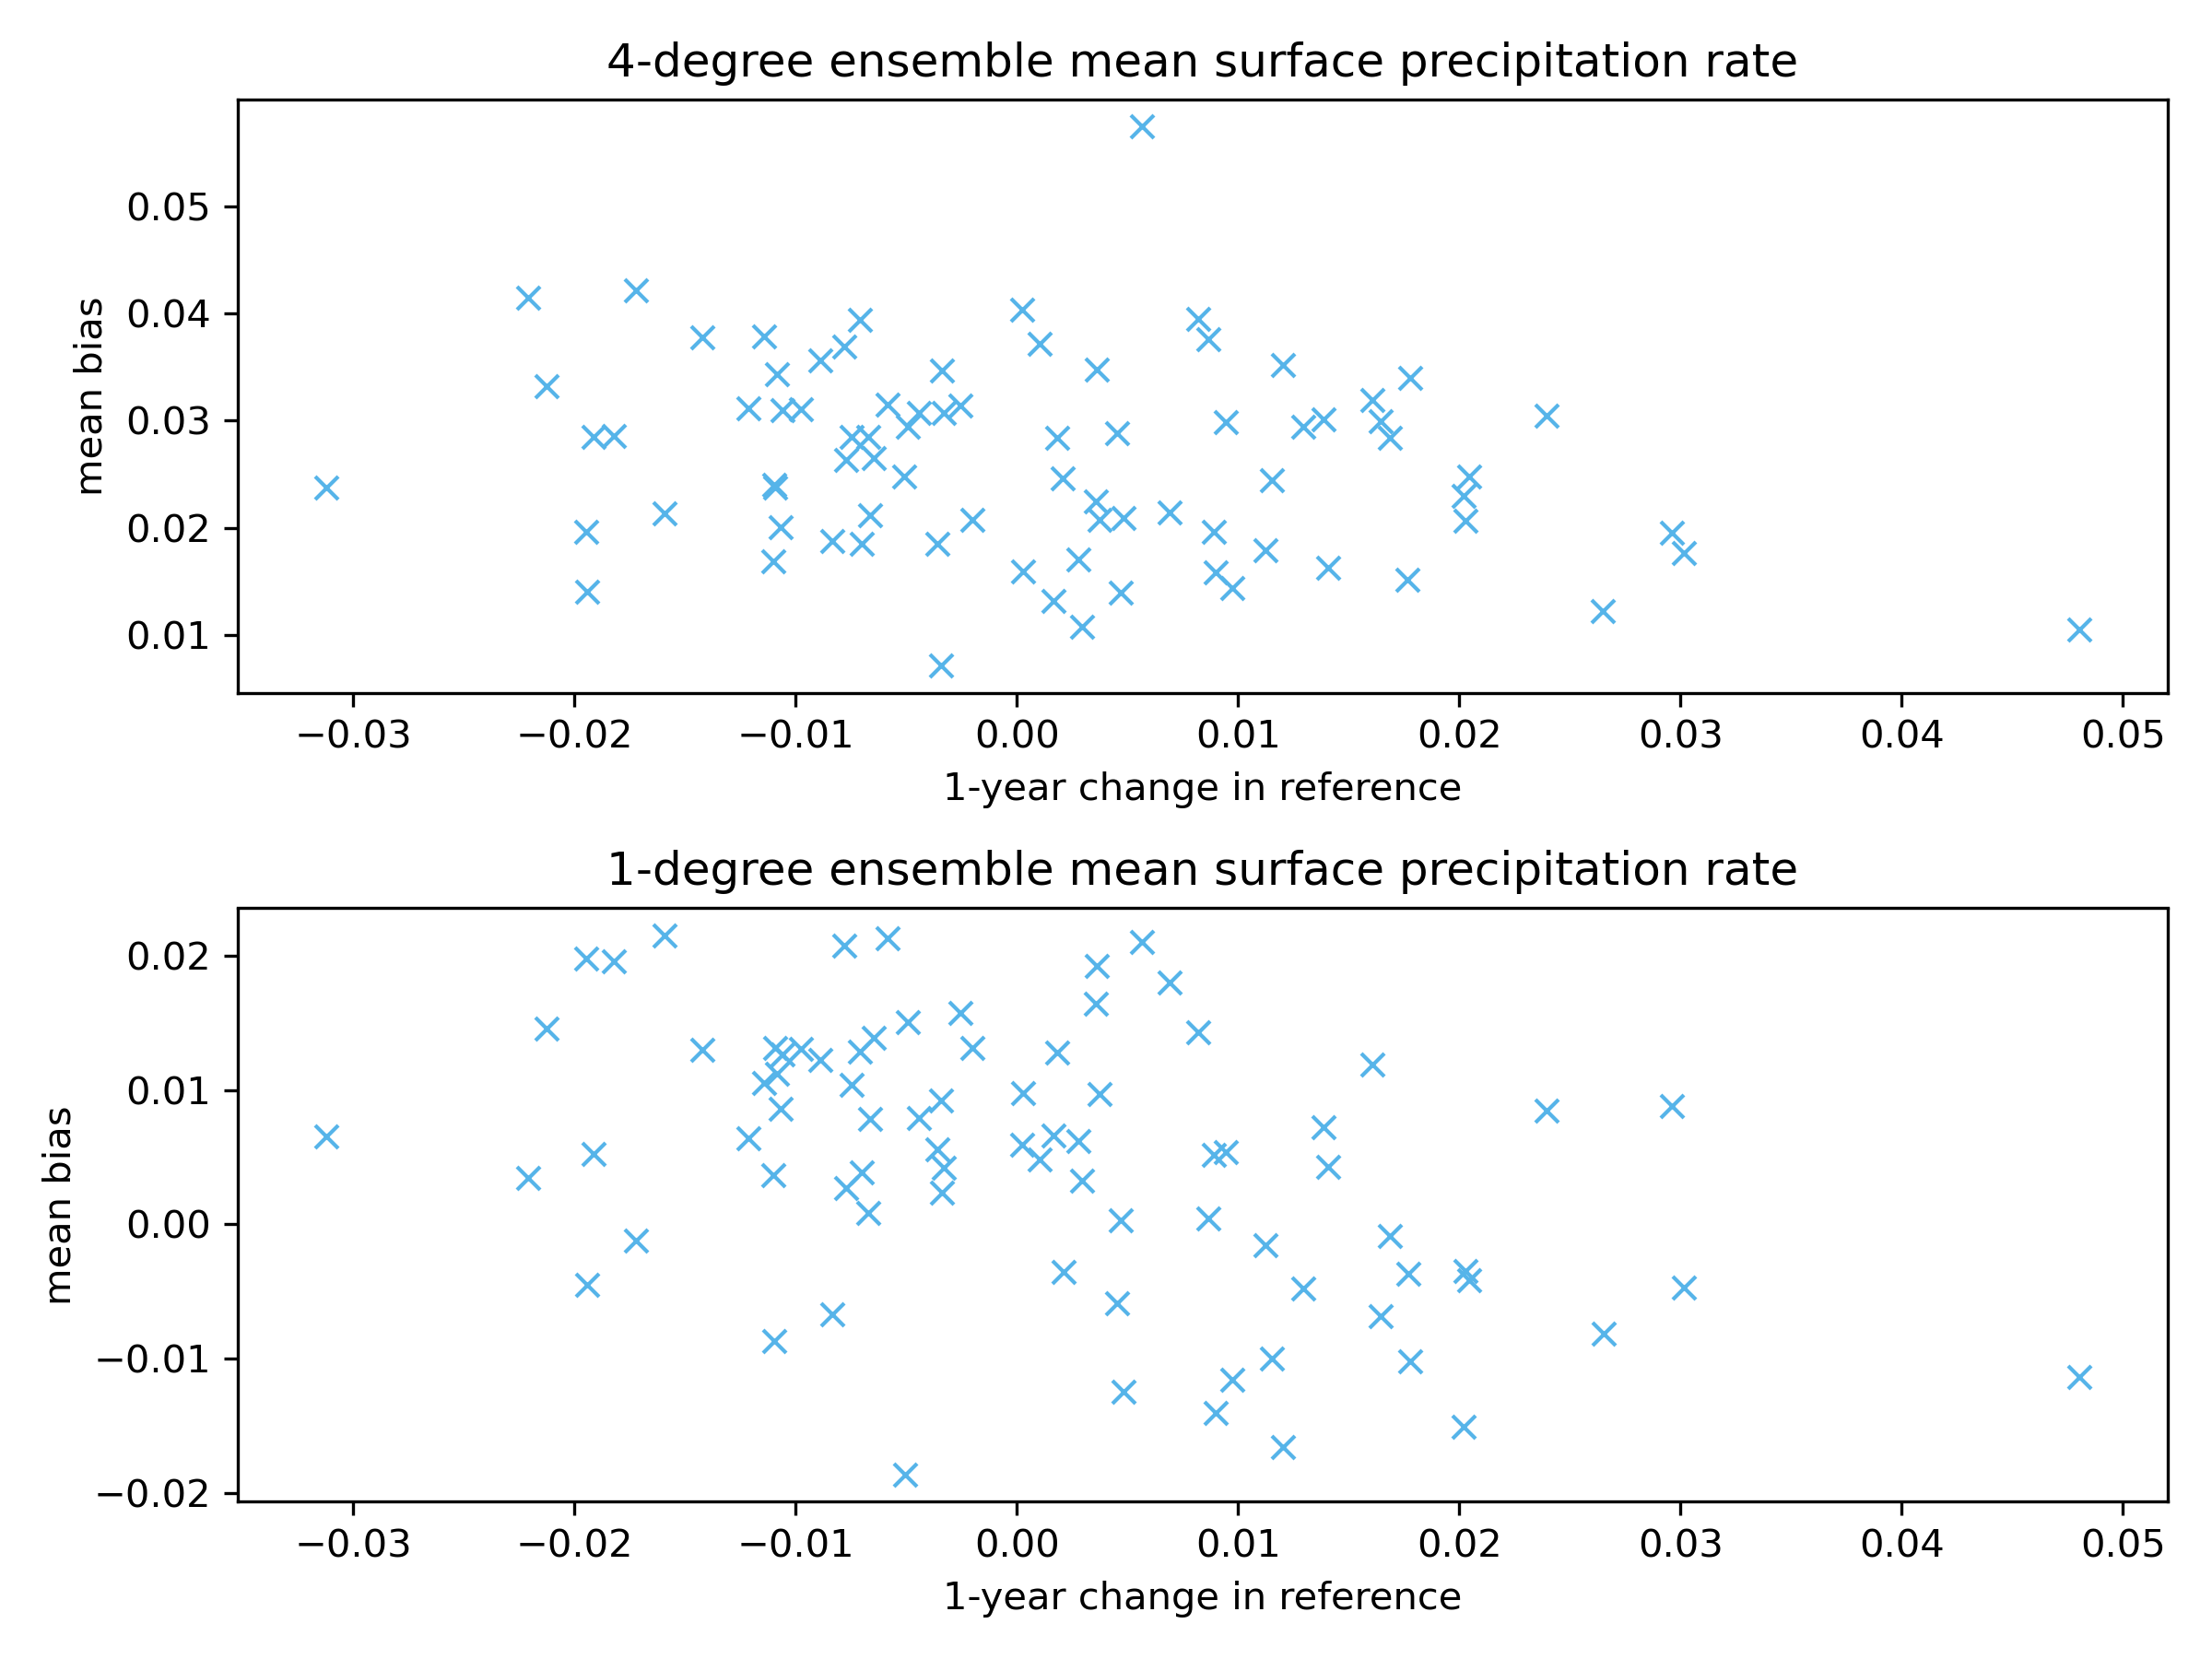 4-degree ensemble mean surface precipitation rate
mean bias
0.05
0.04
0.03
0.02
0.01
−0.03 −0.02 −0.01 0.00 0.01 0.02 0.03 0.04 0.05
1-year change in reference
1-degree ensemble mean surface precipitation rate
mean bias
0.02
0.01
0.00
−0.01
−0.02
−0.03 −0.02 −0.01 0.00 0.01 0.02 0.03 0.04 0.05
1-year change in reference